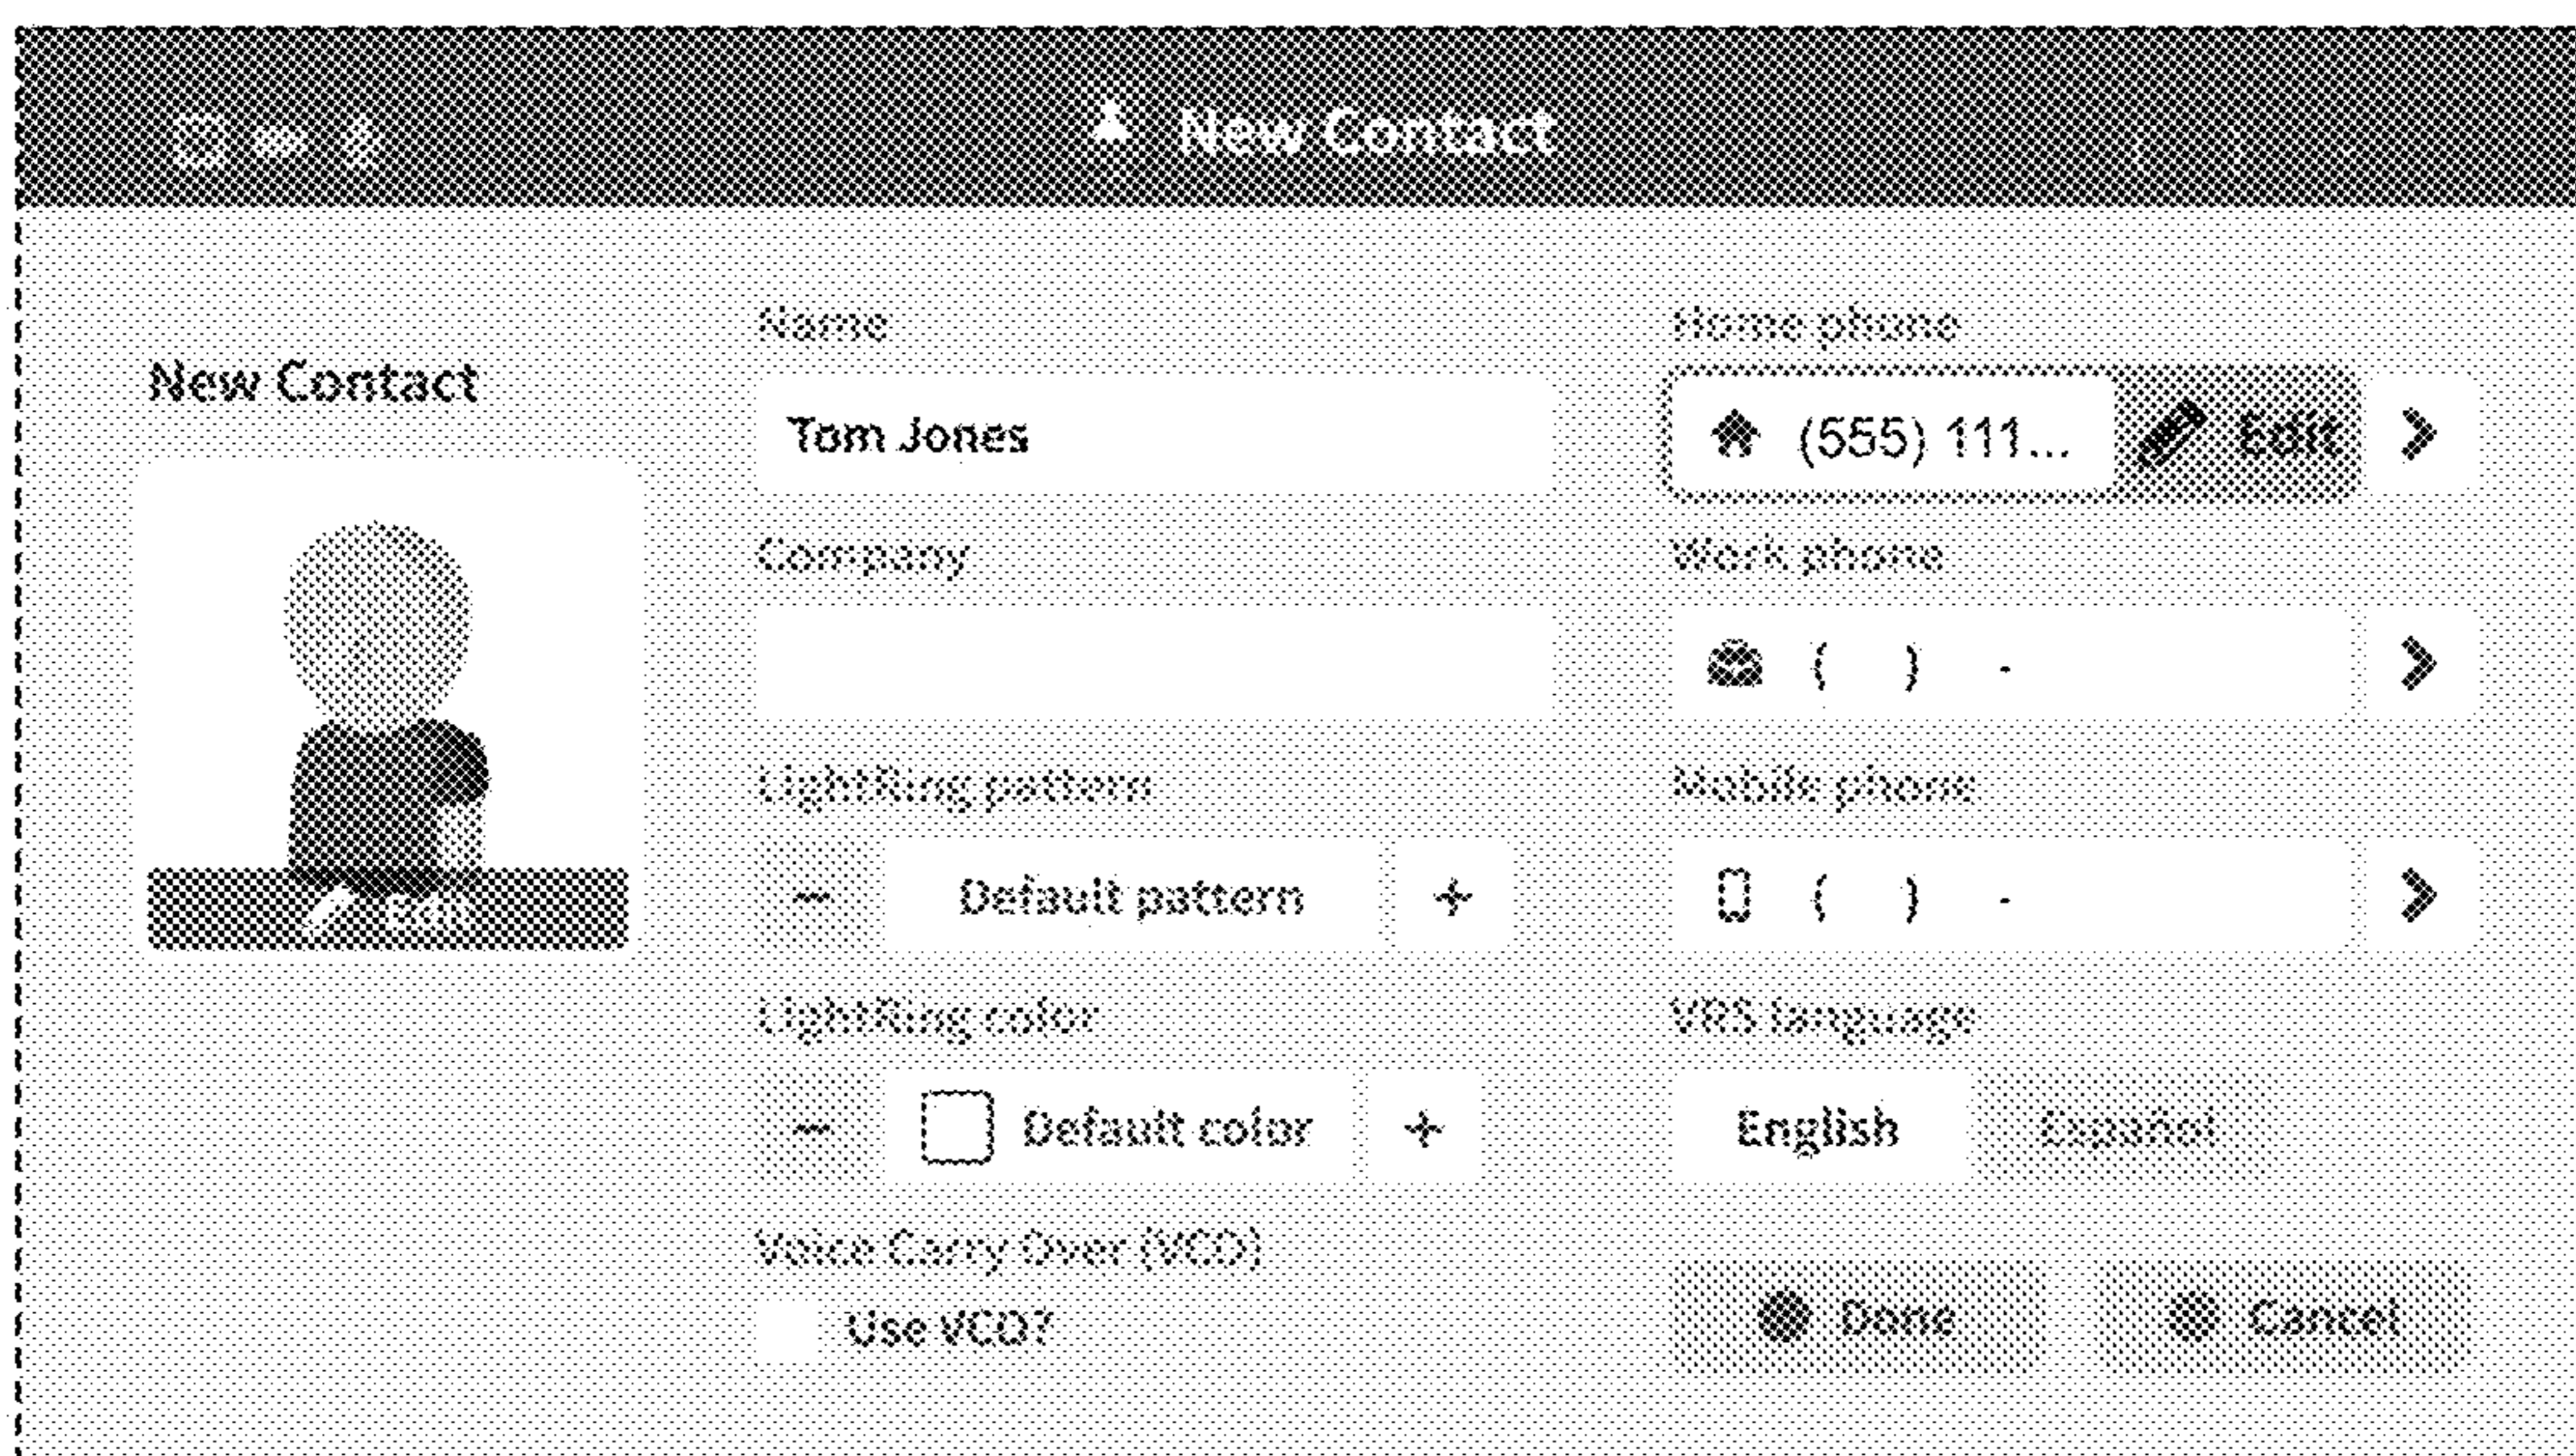 New Contact
New Contact
Edit
Name
Tom Jones
Company
LightRing pattern
− Default pattern +
LightRing color
− Default color +
Voice Carry Over (VCO)
Use VCO?
Home phone
(555) 111... Edit
Work phone
( ) -
Mobile phone
( ) -
VRS language
English Español
Done Cancel